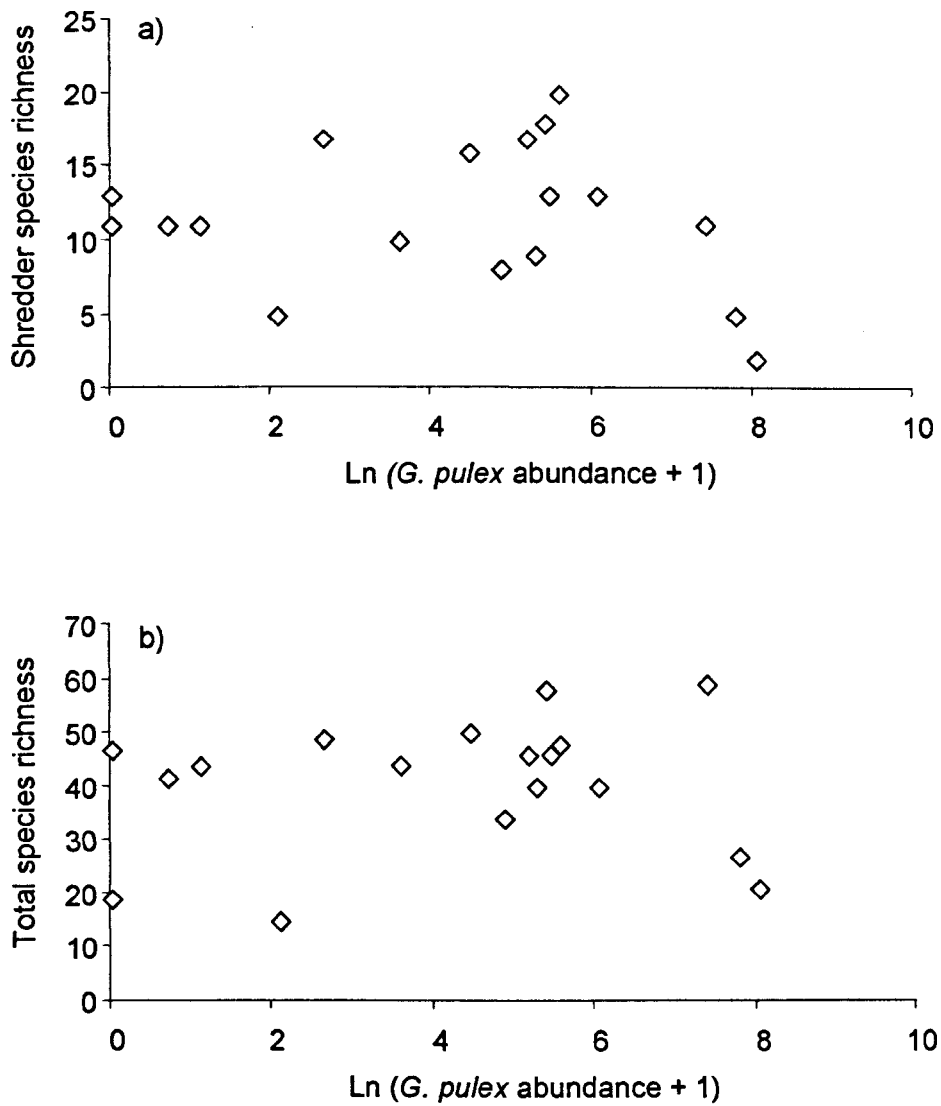 a)
Shredder species richness
25
20
15
10
5
0
0 2 4 6 8 10
Ln (G. pulex abundance + 1)
b)
Total species richness
70
60
50
40
30
20
10
0
0 2 4 6 8 10
Ln (G. pulex abundance + 1)